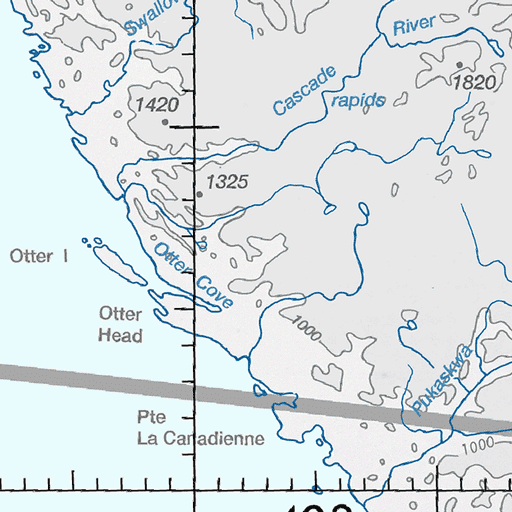 Swallow
River
Cascade
rapids
1820
1420
1325
Otter I
Otter Cove
Otter
Head
1000
Pukaskwa
Pte
La Canadienne
1000